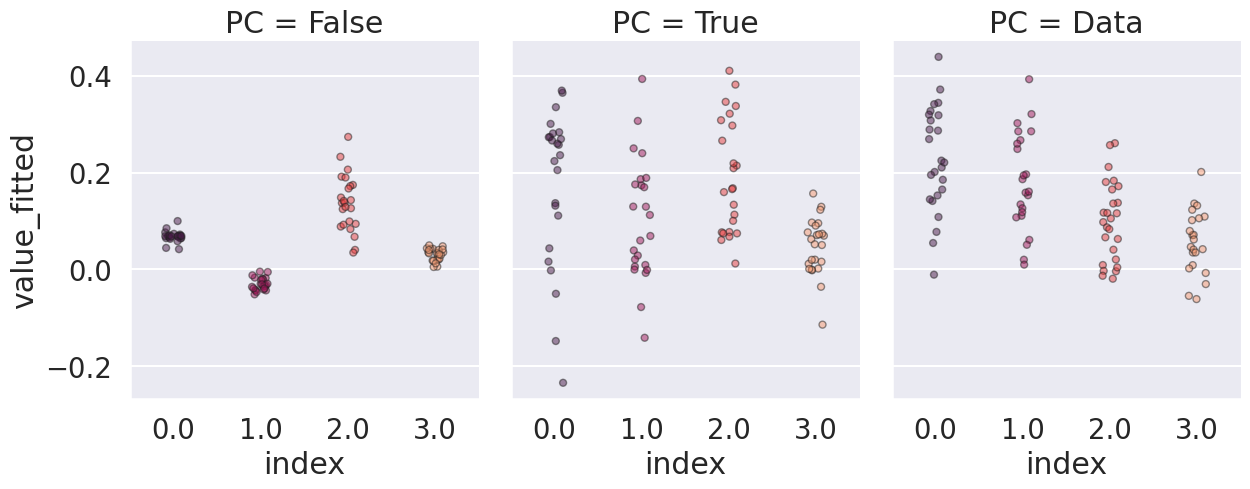 PC = False PC = True PC = Data
value_fitted
0.4
0.2
0.0
−0.2
0.0 1.0 2.0 3.0 0.0 1.0 2.0 3.0 0.0 1.0 2.0 3.0
index index index